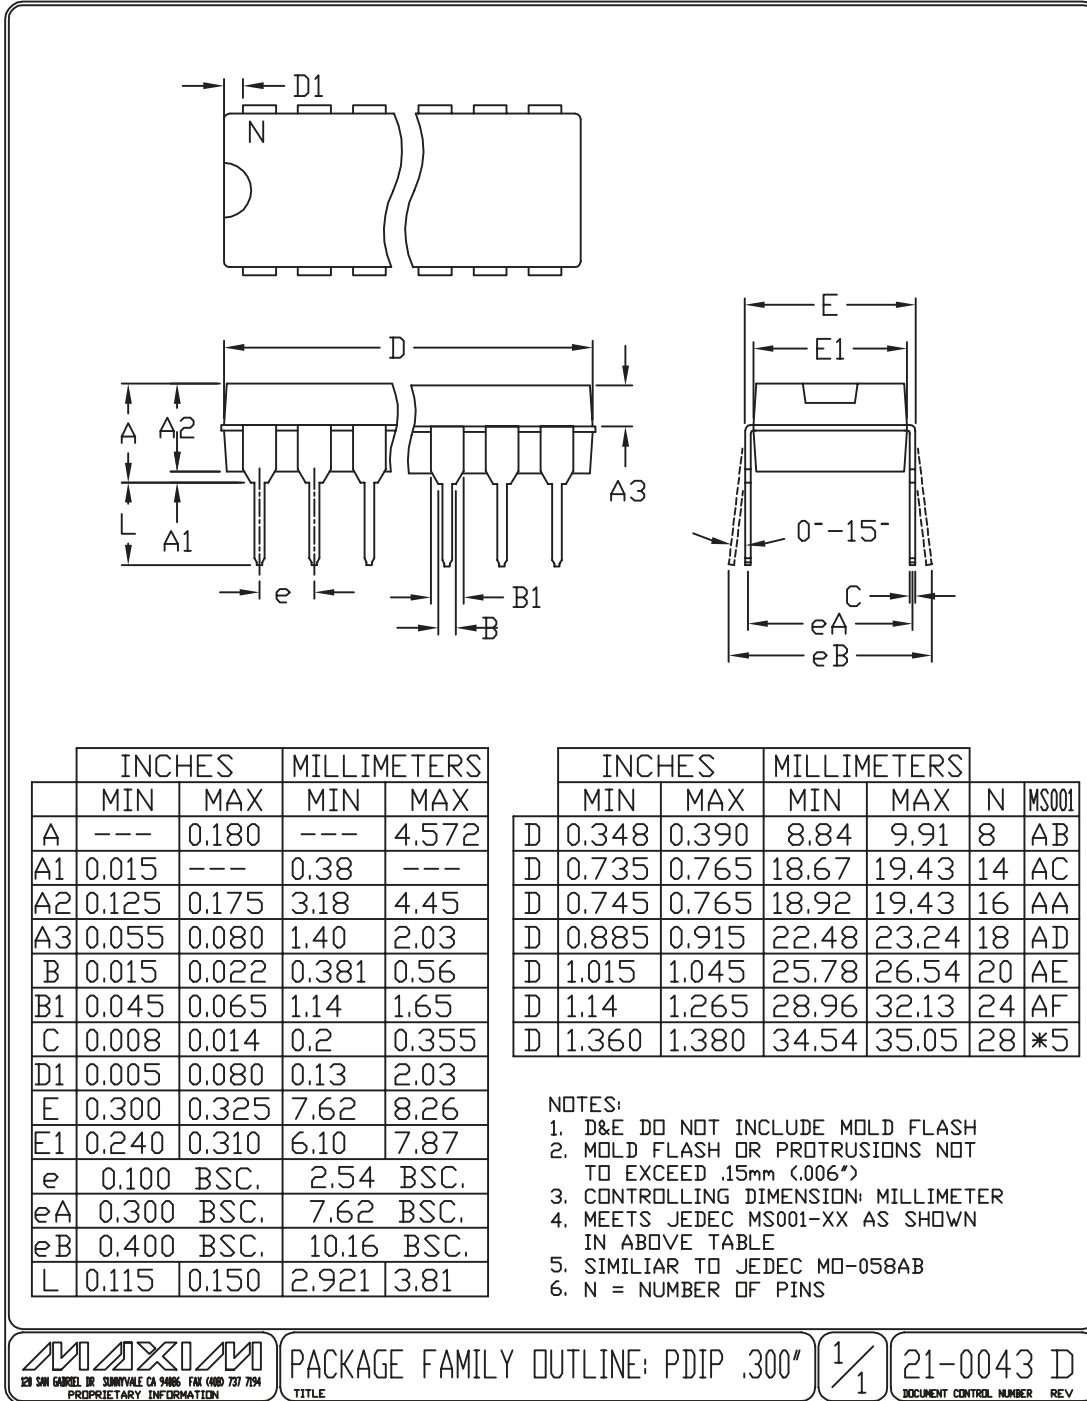 D1
N
E
E1
D
A
A2
A3
L
A1
0°-15°
e
B1
B
C
eA
eB
INCHES MILLIMETERS
MIN MAX MIN MAX
A --- 0.180 --- 4.572
A1 0.015 --- 0.38 ---
A2 0.125 0.175 3.18 4.45
A3 0.055 0.080 1.40 2.03
B 0.015 0.022 0.381 0.56
B1 0.045 0.065 1.14 1.65
C 0.008 0.014 0.2 0.355
D1 0.005 0.080 0.13 2.03
E 0.300 0.325 7.62 8.26
E1 0.240 0.310 6.10 7.87
e 0.100 BSC. 2.54 BSC.
eA 0.300 BSC. 7.62 BSC.
eB 0.400 BSC. 10.16 BSC.
L 0.115 0.150 2.921 3.81
INCHES MILLIMETERS
MIN MAX MIN MAX N MS001
D 0.348 0.390 8.84 9.91 8 AB
D 0.735 0.765 18.67 19.43 14 AC
D 0.745 0.765 18.92 19.43 16 AA
D 0.885 0.915 22.48 23.24 18 AD
D 1.015 1.045 25.78 26.54 20 AE
D 1.14 1.265 28.96 32.13 24 AF
D 1.360 1.380 34.54 35.05 28 *5
NOTES:
1. D&E DO NOT INCLUDE MOLD FLASH
2. MOLD FLASH OR PROTRUSIONS NOT
TO EXCEED .15mm (.006")
3. CONTROLLING DIMENSION: MILLIMETER
4. MEETS JEDEC MS001-XX AS SHOWN
IN ABOVE TABLE
5. SIMILIAR TO JEDEC MO-058AB
6. N = NUMBER OF PINS
MAXIM
120 SAN GABRIEL DR SUNNYVALE CA 94086 FAX (408) 737 7194
PROPRIETARY INFORMATION
PACKAGE FAMILY OUTLINE: PDIP .300"
TITLE
1/1
21-0043 D
DOCUMENT CONTROL NUMBER REV